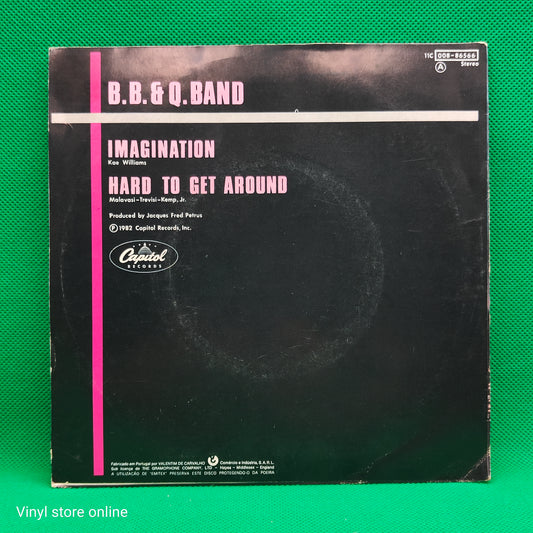 11C 008-86566
A Stereo
B.B.& Q.BAND
IMAGINATION
Kae Williams
HARD TO GET AROUND
Malavasi-Trevisi-Kemp, Jr.
Produced by Jacques Fred Petrus
Ⓟ 1982 Capitol Records, Inc.
Capitol
RECORDS
Fabricado em Portugal por VALENTIM DE CARVALHO Comércio e Indústria, S.A.R.L.
Sob licença de THE GRAMOPHONE COMPANY, LTD - Hayes - Middlesex - England
A UTILIZAÇÃO DE "EMITEX" PRESERVA ESTE DISCO PROTEGENDO-O DA POEIRA
Vinyl store online